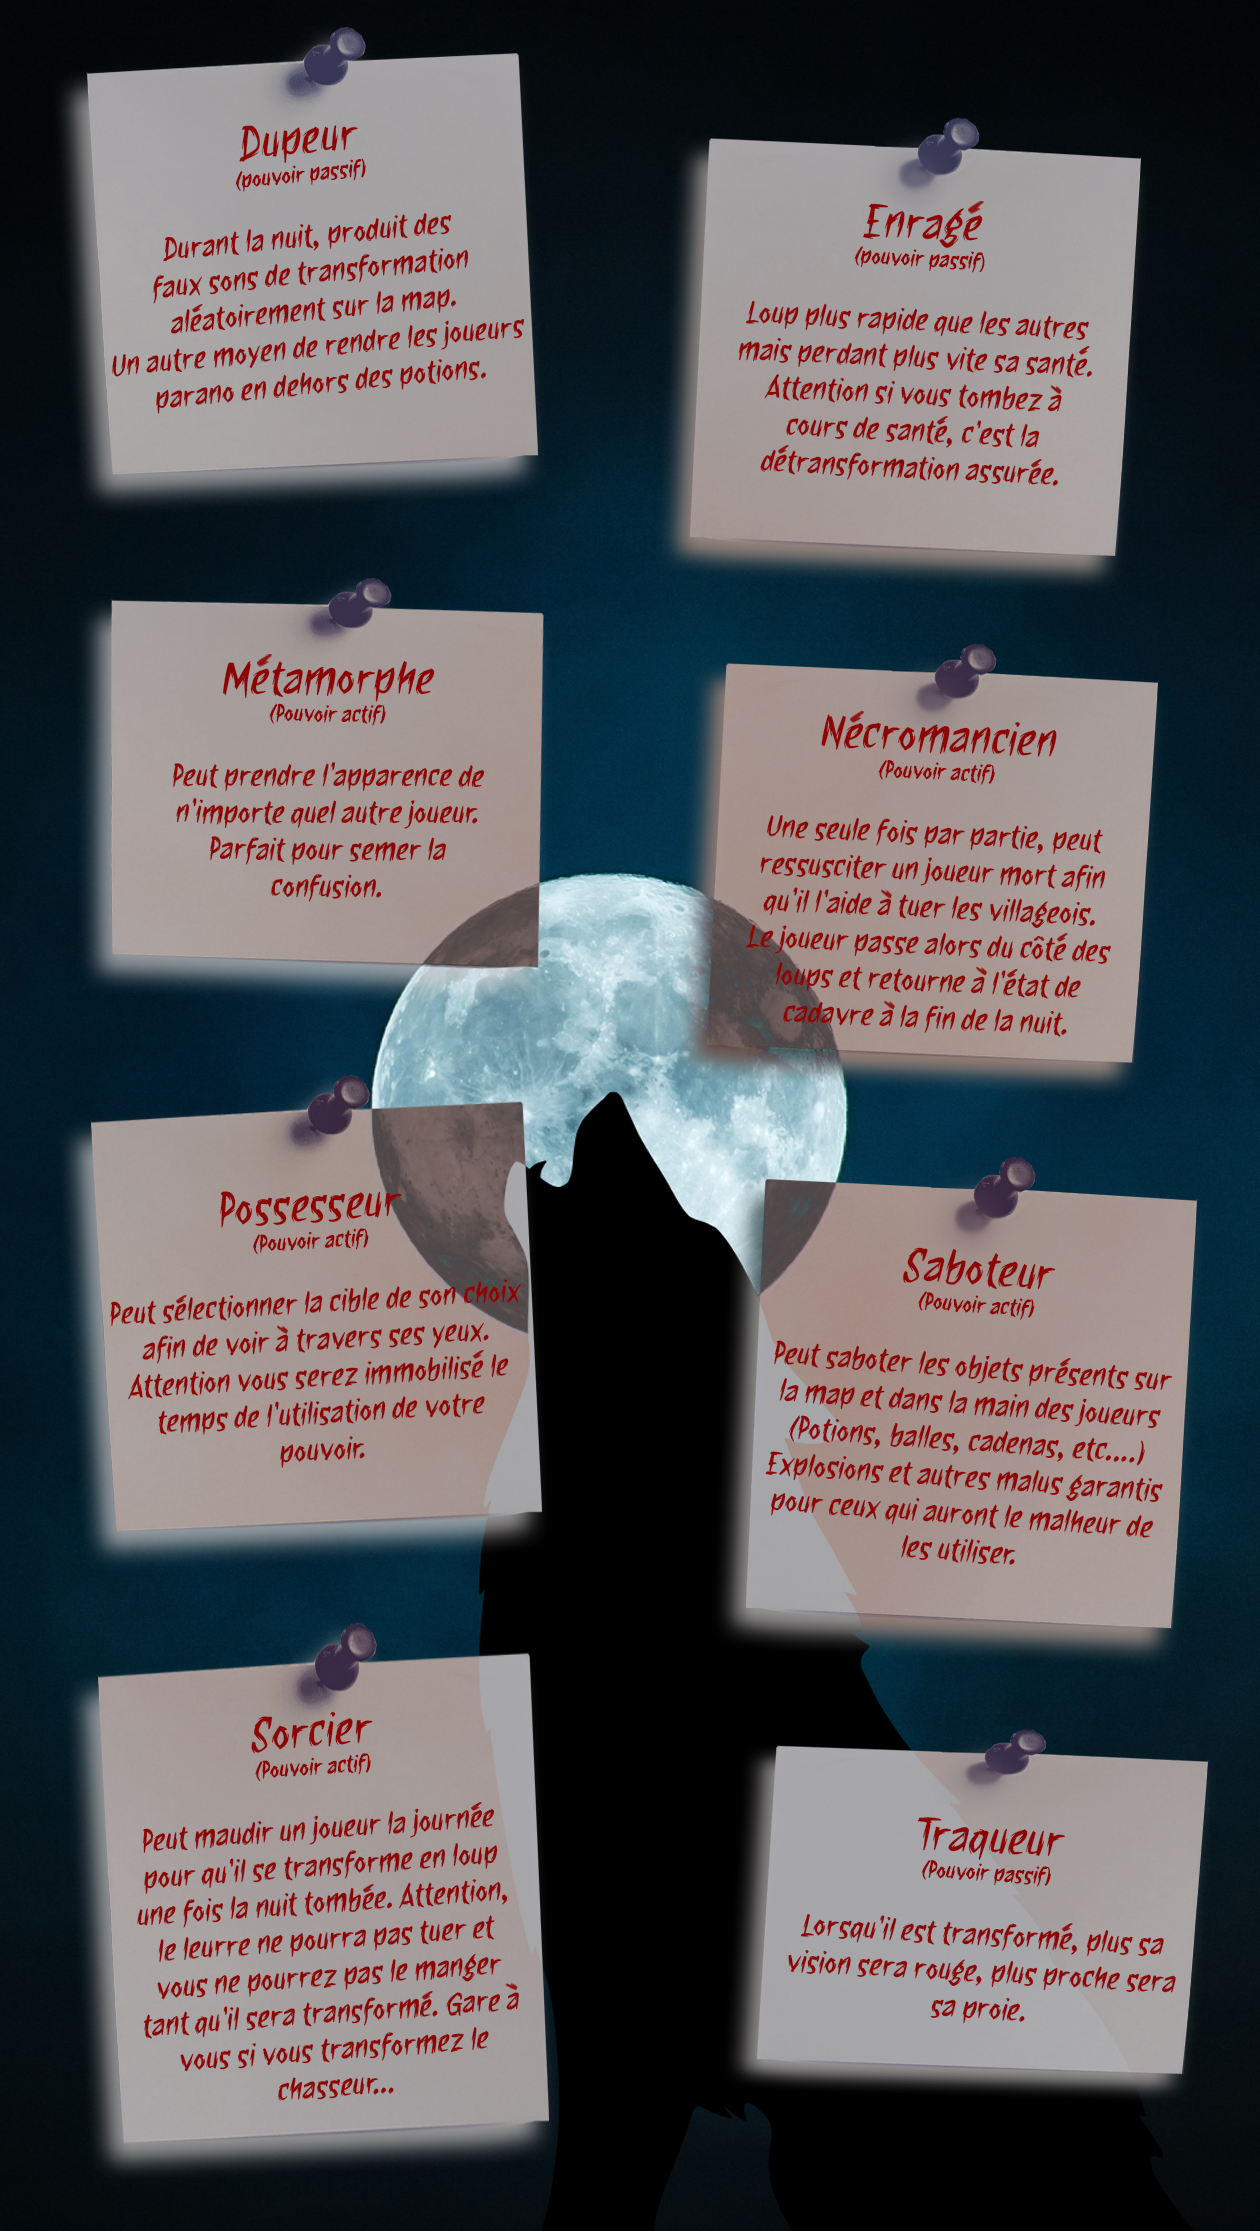 Dupeur
(pouvoir passif)
Durant la nuit, produit des
faux sons de transformation
aléatoirement sur la map.
Un autre moyen de rendre les joueurs
parano en dehors des potions.
Enragé
(pouvoir passif)
Loup plus rapide que les autres
mais perdant plus vite sa santé.
Attention si vous tombez à
cours de santé, c'est la
détransformation assurée.
Métamorphe
(Pouvoir actif)
Peut prendre l'apparence de
n'importe quel autre joueur.
Parfait pour semer la
confusion.
Nécromancien
(Pouvoir actif)
Une seule fois par partie, peut
ressusciter un joueur mort afin
qu'il l'aide à tuer les villageois.
Le joueur passe alors du côté des
loups et retourne à l'état de
cadavre à la fin de la nuit.
Possesseur
(Pouvoir actif)
Peut sélectionner la cible de son choix
afin de voir à travers ses yeux.
Attention vous serez immobilisé le
temps de l'utilisation de votre
pouvoir.
Saboteur
(Pouvoir actif)
Peut saboter les objets présents sur
la map et dans la main des joueurs
(Potions, balles, cadenas, etc....)
Explosions et autres malus garantis
pour ceux qui auront le malheur de
les utiliser.
Sorcier
(Pouvoir actif)
Peut maudir un joueur la journée
pour qu'il se transforme en loup
une fois la nuit tombée. Attention,
le leurre ne pourra pas tuer et
vous ne pourrez pas le manger
tant qu'il sera transformé. Gare à
vous si vous transformez le
chasseur...
Traqueur
(Pouvoir passif)
Lorsqu'il est transformé, plus sa
vision sera rouge, plus proche sera
sa proie.